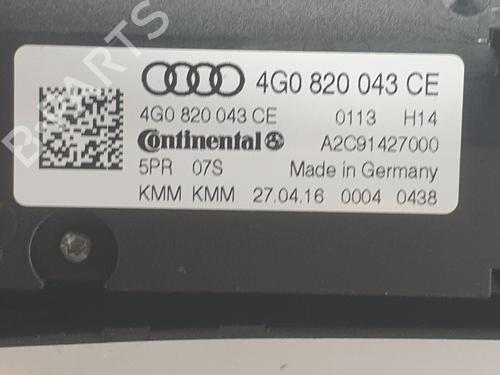 4G0 820 043 CE
4G0 820 043 CE 0113 H14
Continental A2C91427000
5PR 07S Made in Germany
KMM KMM 27.04.16 0004 0438